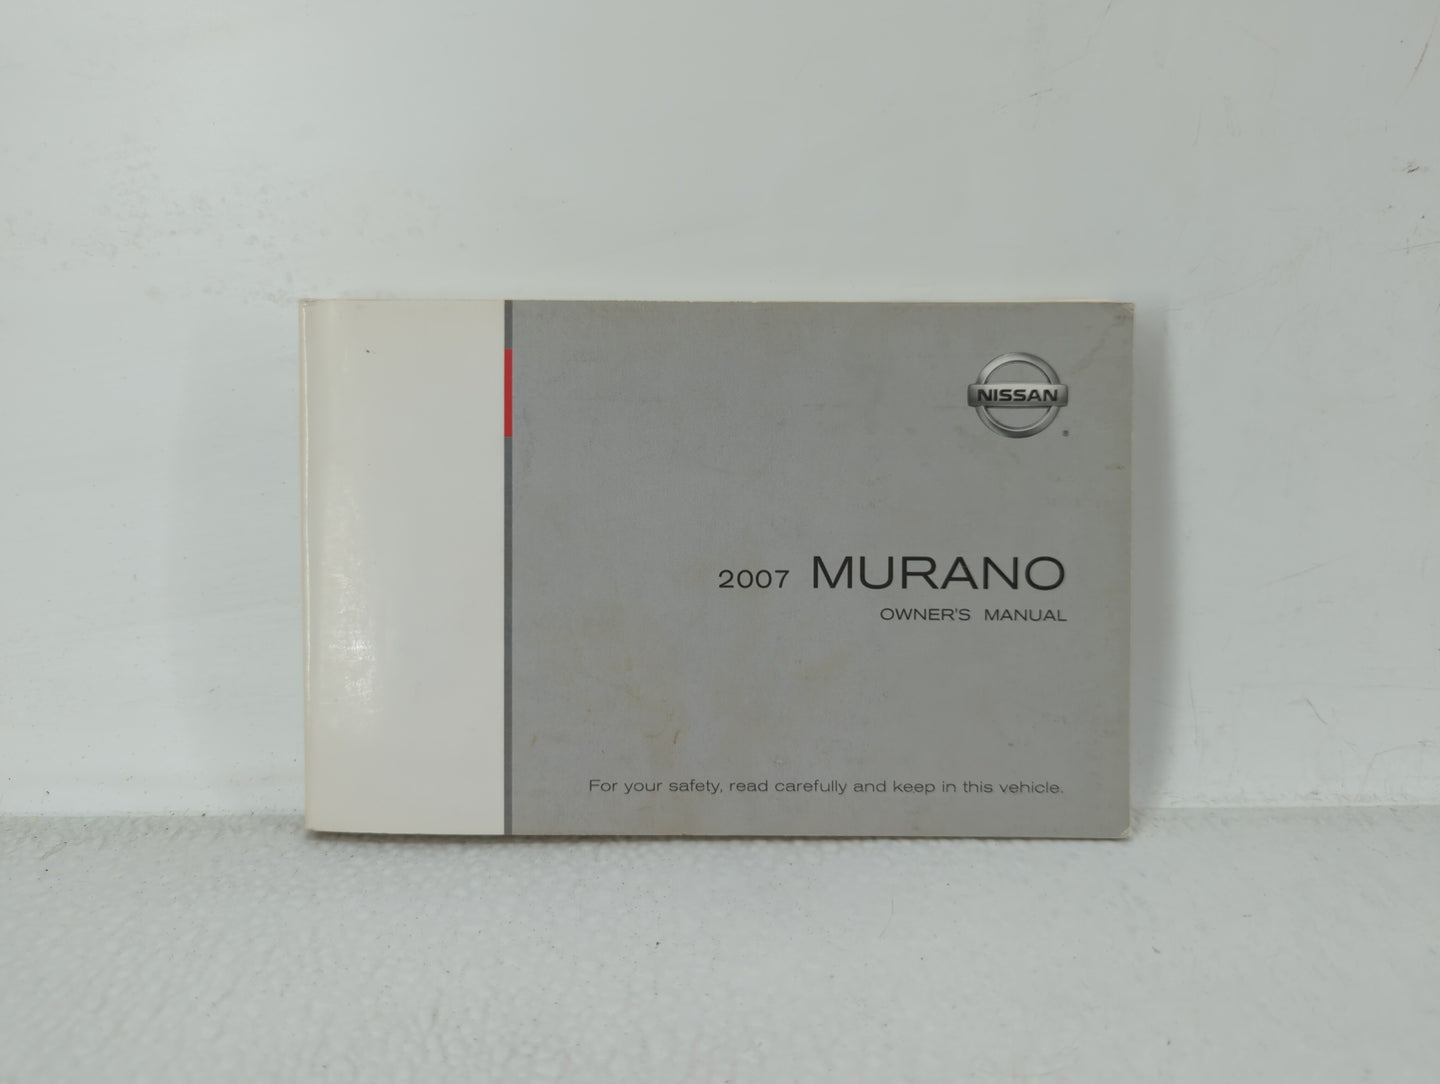 NISSAN
®
2007 MURANO
OWNER'S MANUAL
For your safety, read carefully and keep in this vehicle.